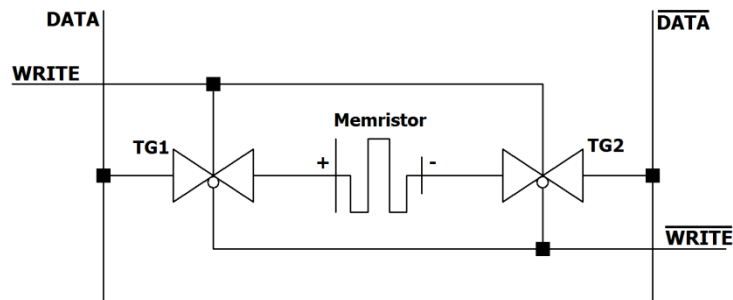 DATA
DATA
WRITE
Memristor
TG1
TG2
+
-
WRITE